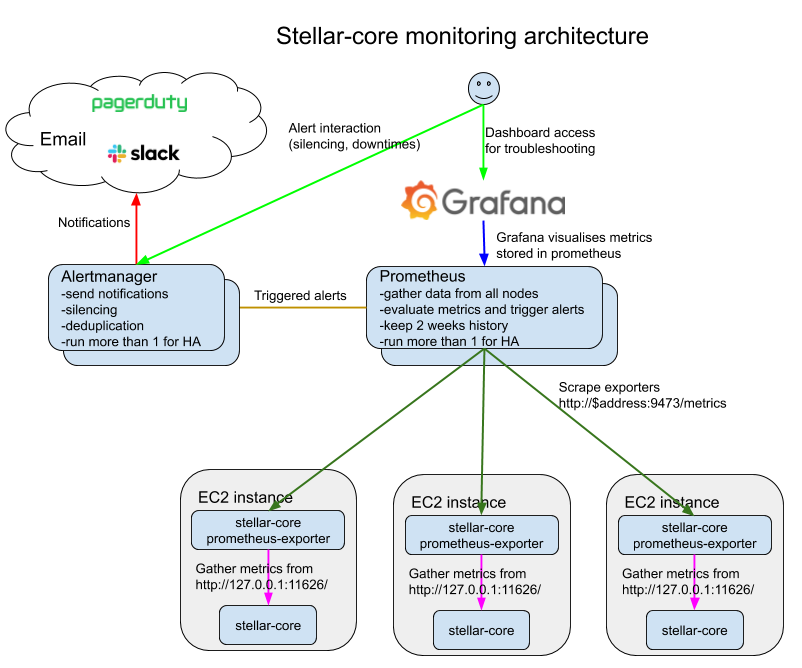 Stellar-core monitoring architecture
pagerduty
Email
slack
Alert interaction
(silencing, downtimes)
Dashboard access
for troubleshooting
Grafana
Notifications
Grafana visualises metrics
stored in prometheus
Alertmanager
-send notifications
-silencing
-deduplication
-run more than 1 for HA
Triggered alerts
Prometheus
-gather data from all nodes
-evaluate metrics and trigger alerts
-keep 2 weeks history
-run more than 1 for HA
Scrape exporters
http://$address:9473/metrics
EC2 instance
stellar-core
prometheus-exporter
Gather metrics from
http://127.0.0.1:11626/
stellar-core
EC2 instance
stellar-core
prometheus-exporter
Gather metrics from
http://127.0.0.1:11626/
stellar-core
EC2 instance
stellar-core
prometheus-exporter
Gather metrics from
http://127.0.0.1:11626/
stellar-core